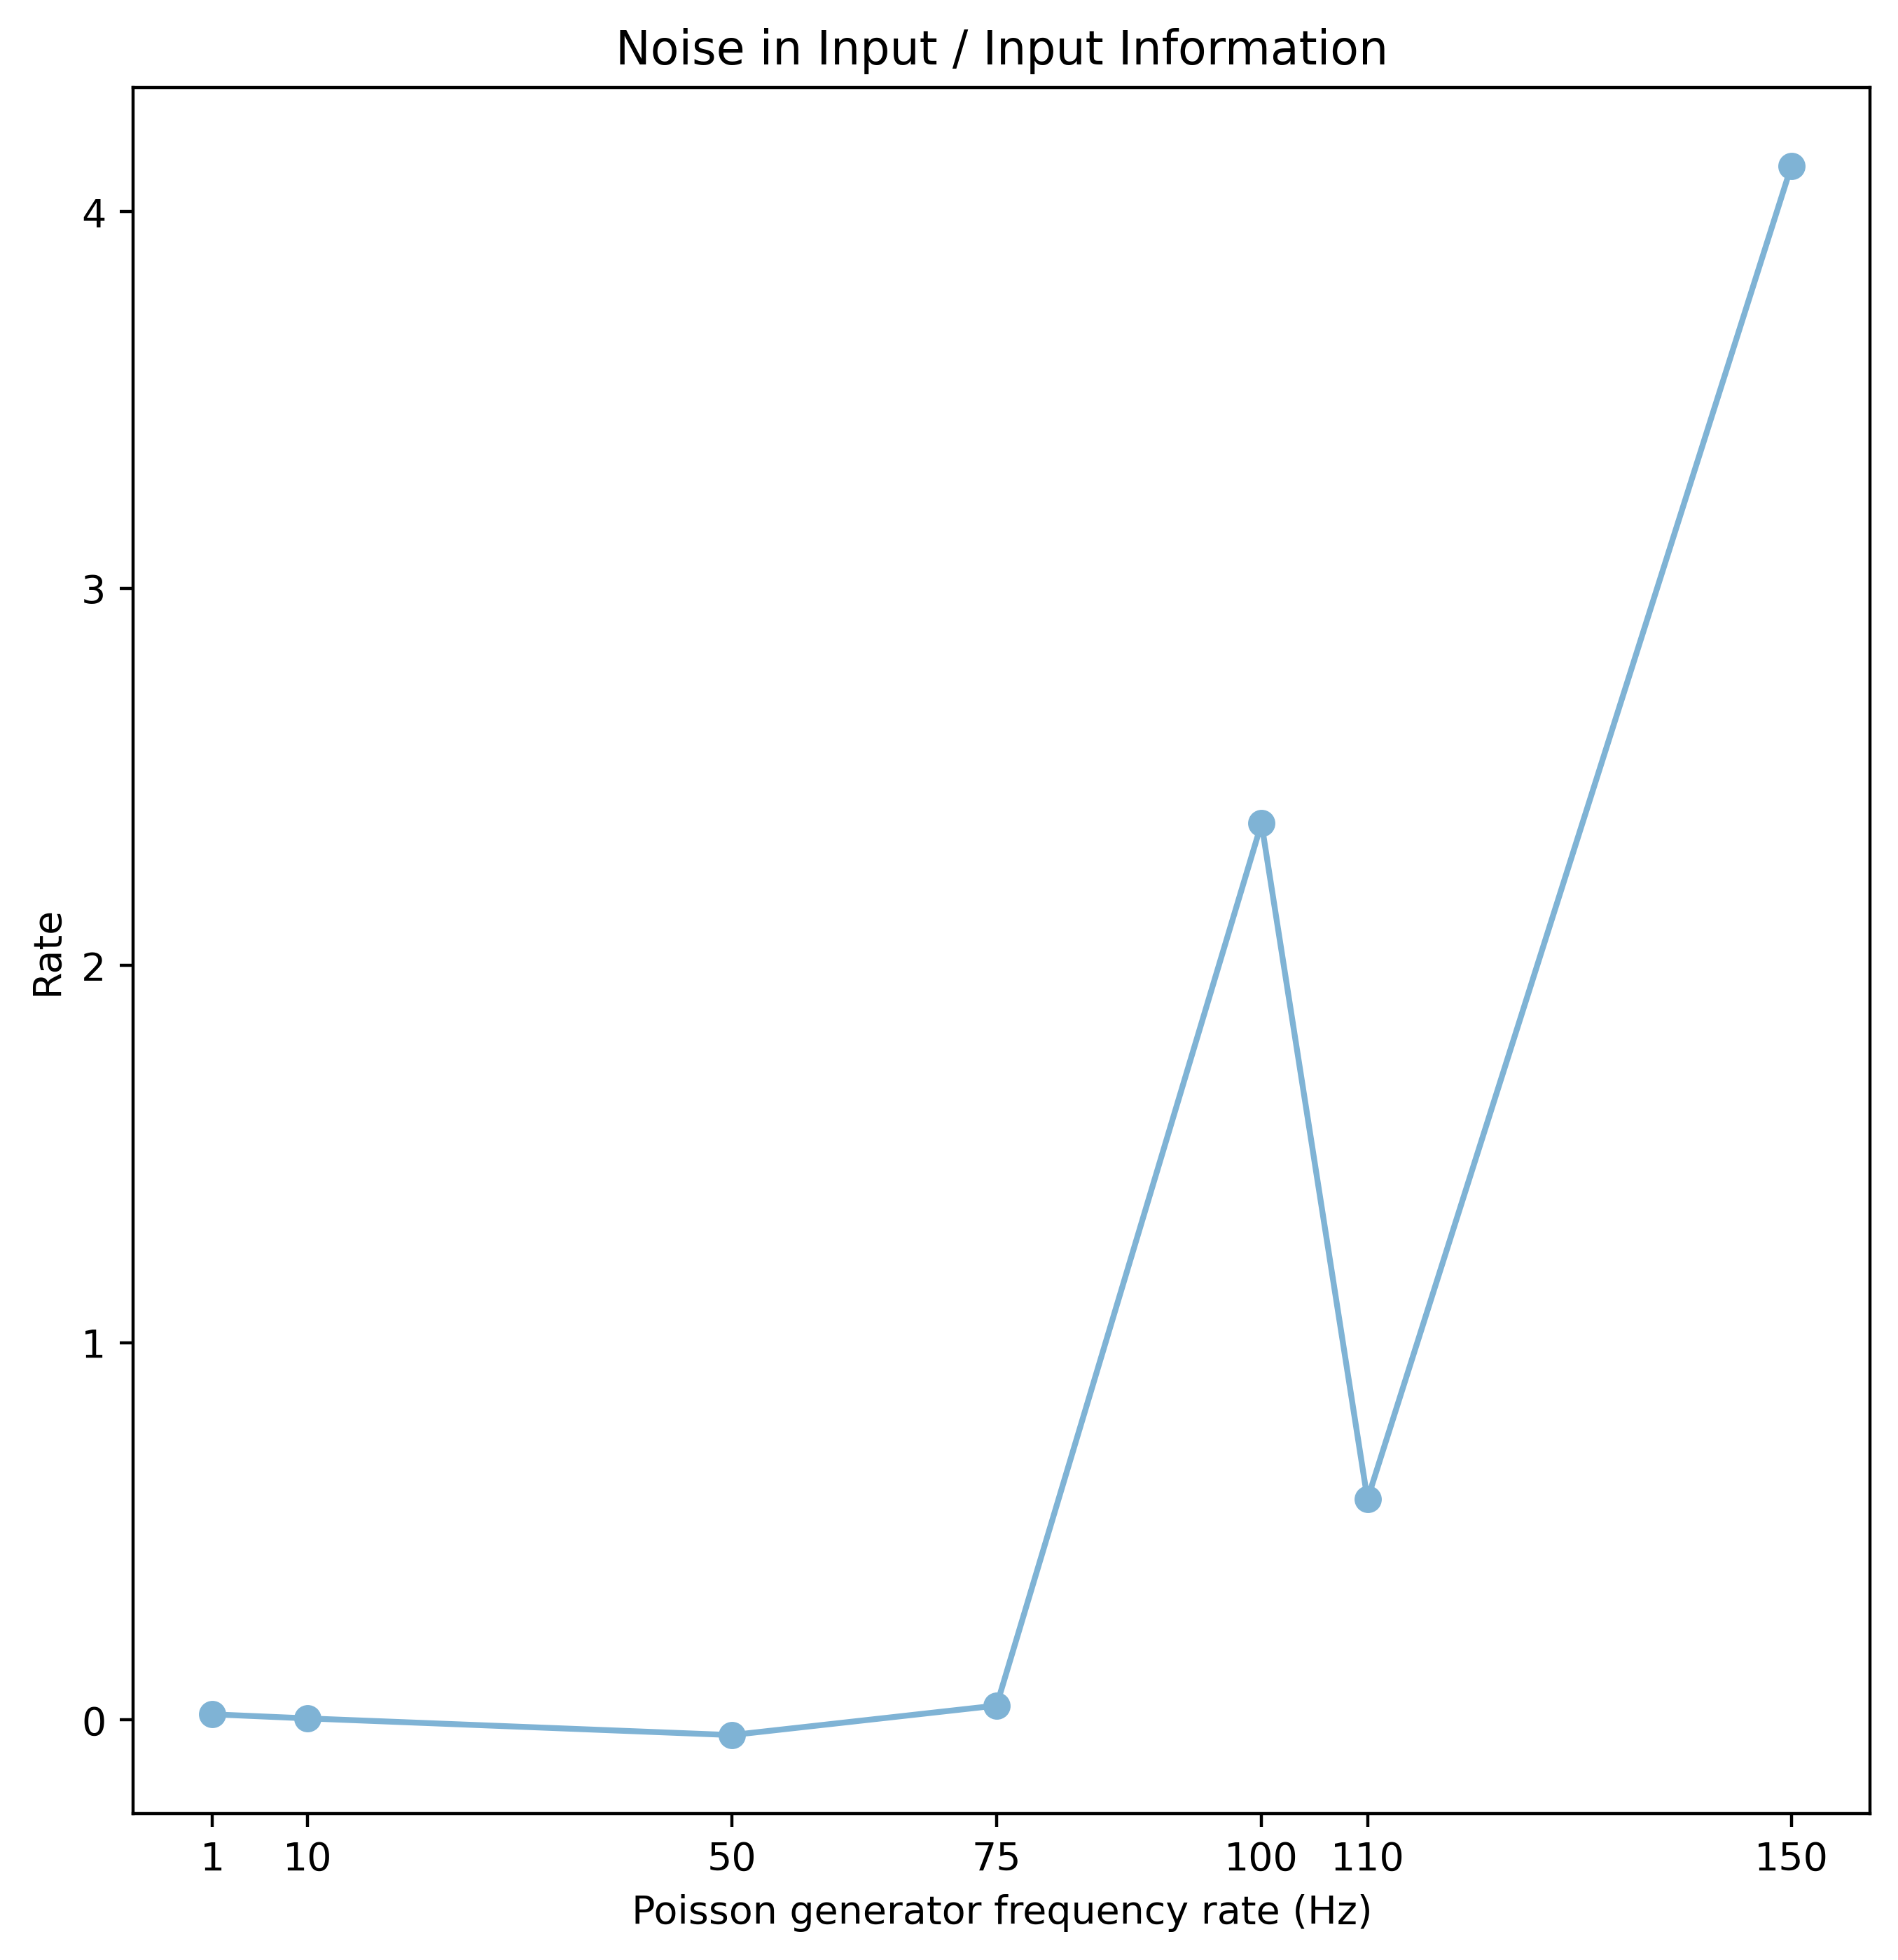 Noise in Input / Input Information
4
3
2
1
0
Rate
1 10 50 75 100 110 150
Poisson generator frequency rate (Hz)